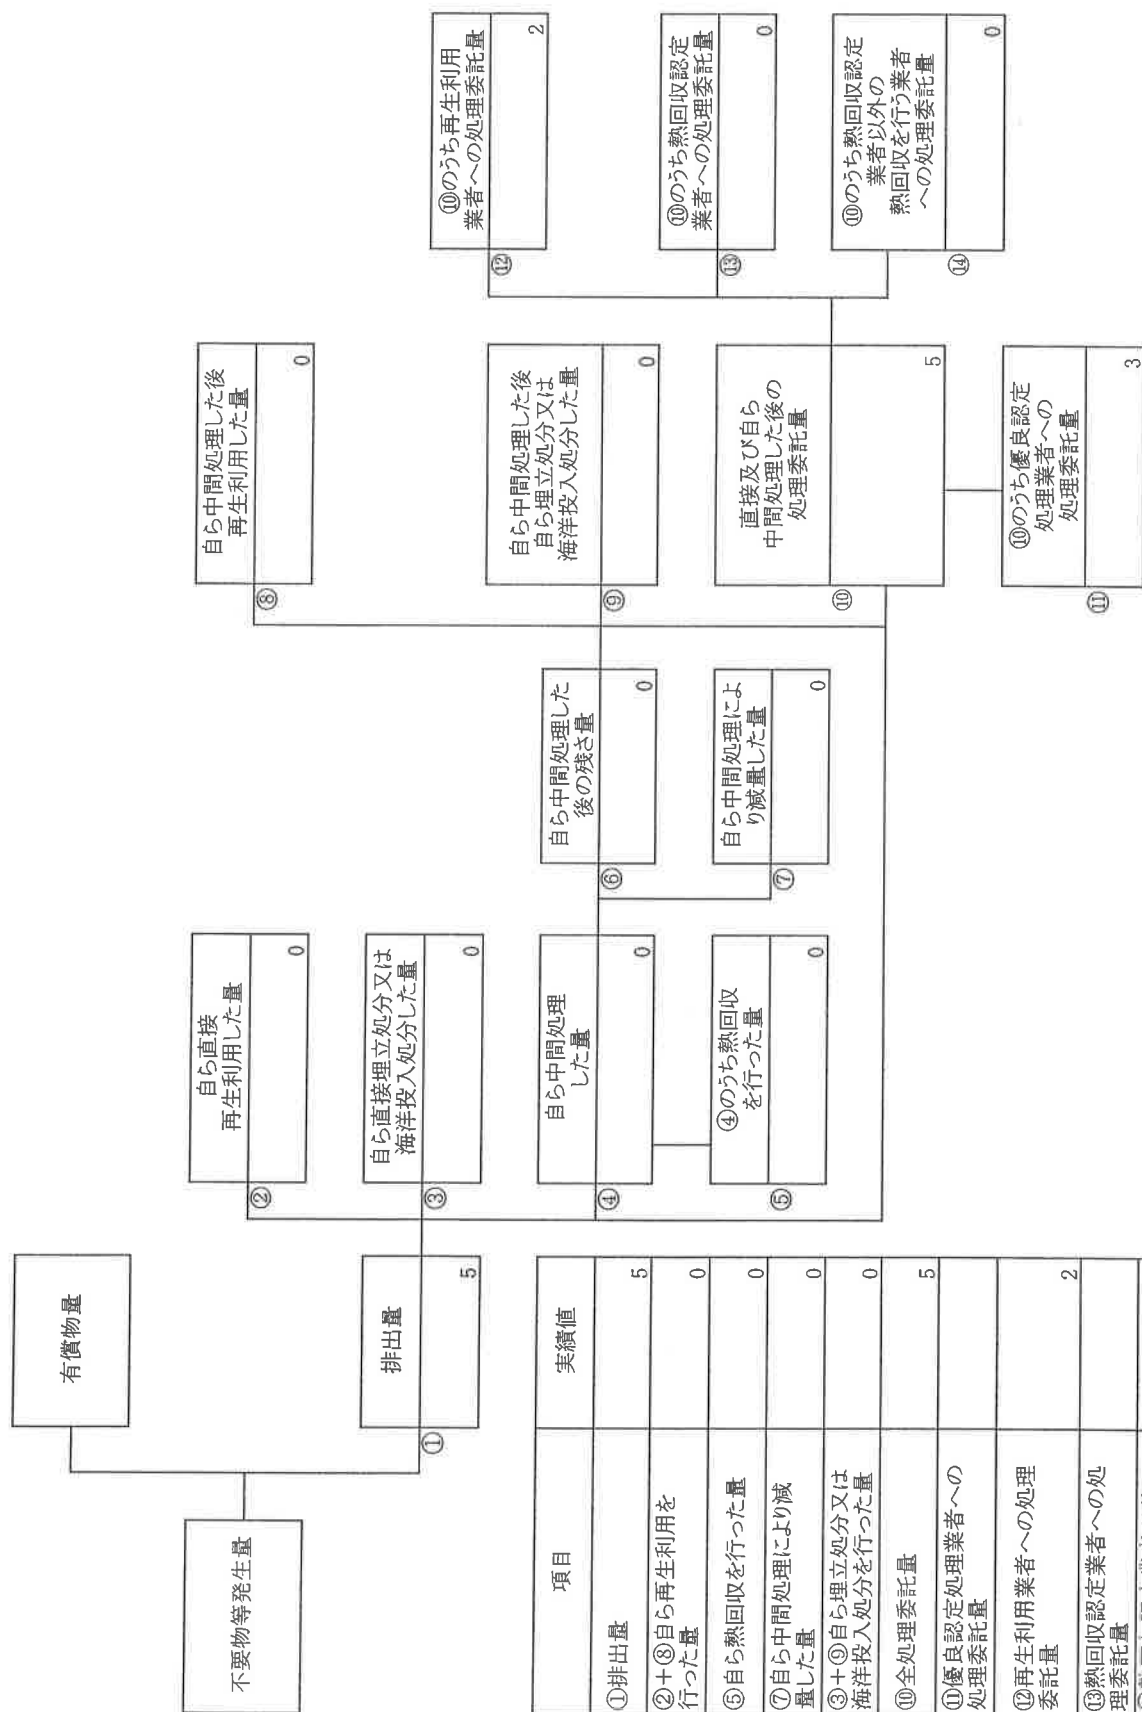 不要物等発生量
有償物量
①
排出量
5
②
自ら直接
再生利用した量
0
③
自ら直接埋立処分又は
海洋投入処分した量
0
④
自ら中間処理
した量
0
⑤
④のうち熱回収
を行った量
0
⑥
自ら中間処理した
後の残さ量
0
⑦
自ら中間処理によ
り減量した量
0
⑧
自ら中間処理した後
再生利用した量
0
⑨
自ら中間処理した後
自ら埋立処分又は
海洋投入処分した量
0
⑩
直接及び自ら
中間処理した後の
処理委託量
5
⑪
⑩のうち優良認定
処理業者への
処理委託量
3
⑫
⑩のうち再生利用
業者への処理委託量
2
⑬
⑩のうち熱回収認定
業者への処理委託量
0
⑭
⑩のうち熱回収認定
業者以外の
熱回収を行う業者
への処理委託量
0
項目
実績値
①排出量
5
②+⑧自ら再生利用を
行った量
0
⑤自ら熱回収を行った量
0
⑦自ら中間処理により減
量した量
0
③+⑨自ら埋立処分又は
海洋投入処分を行った量
0
⑩全処理委託量
5
⑪優良認定処理業者への
処理委託量
⑫再生利用業者への処理
委託量
2
⑬熱回収認定業者への処
理委託量